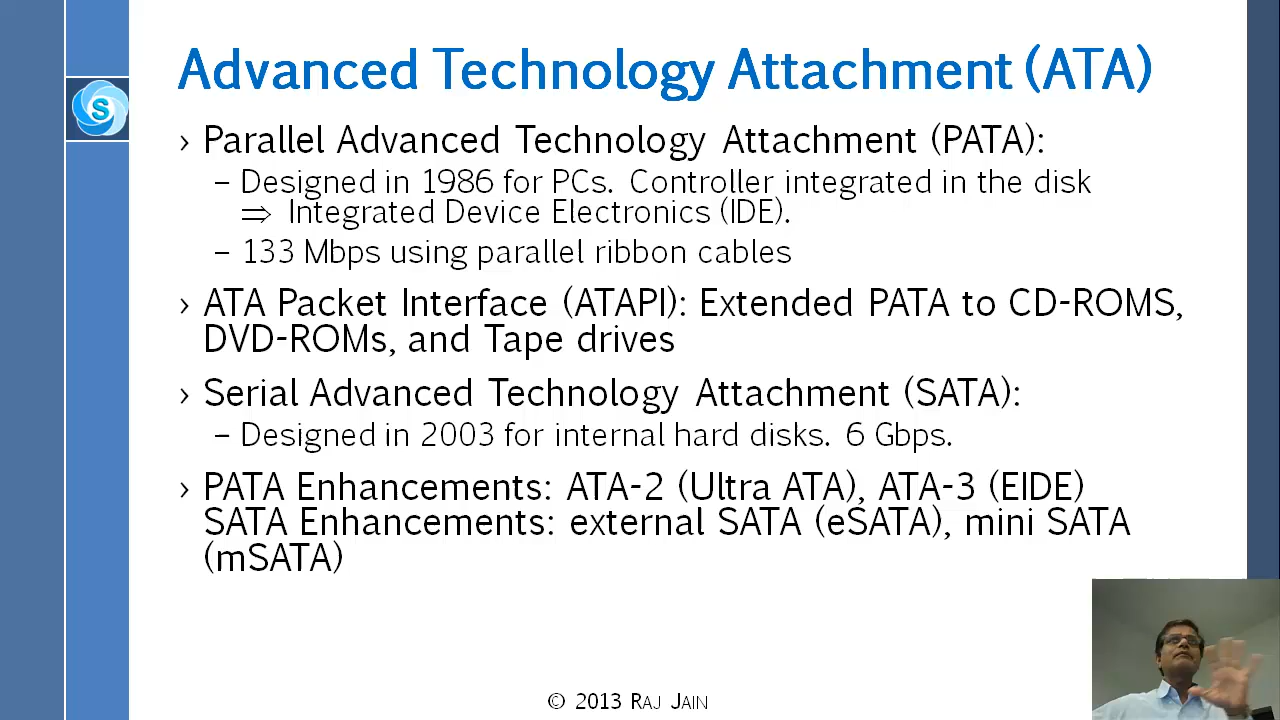 Advanced Technology Attachment (ATA)
S
› Parallel Advanced Technology Attachment (PATA):
– Designed in 1986 for PCs. Controller integrated in the disk
⇒ Integrated Device Electronics (IDE).
– 133 Mbps using parallel ribbon cables
› ATA Packet Interface (ATAPI): Extended PATA to CD-ROMS,
DVD-ROMs, and Tape drives
› Serial Advanced Technology Attachment (SATA):
– Designed in 2003 for internal hard disks. 6 Gbps.
› PATA Enhancements: ATA-2 (Ultra ATA), ATA-3 (EIDE)
SATA Enhancements: external SATA (eSATA), mini SATA
(mSATA)
© 2013 RAJ JAIN